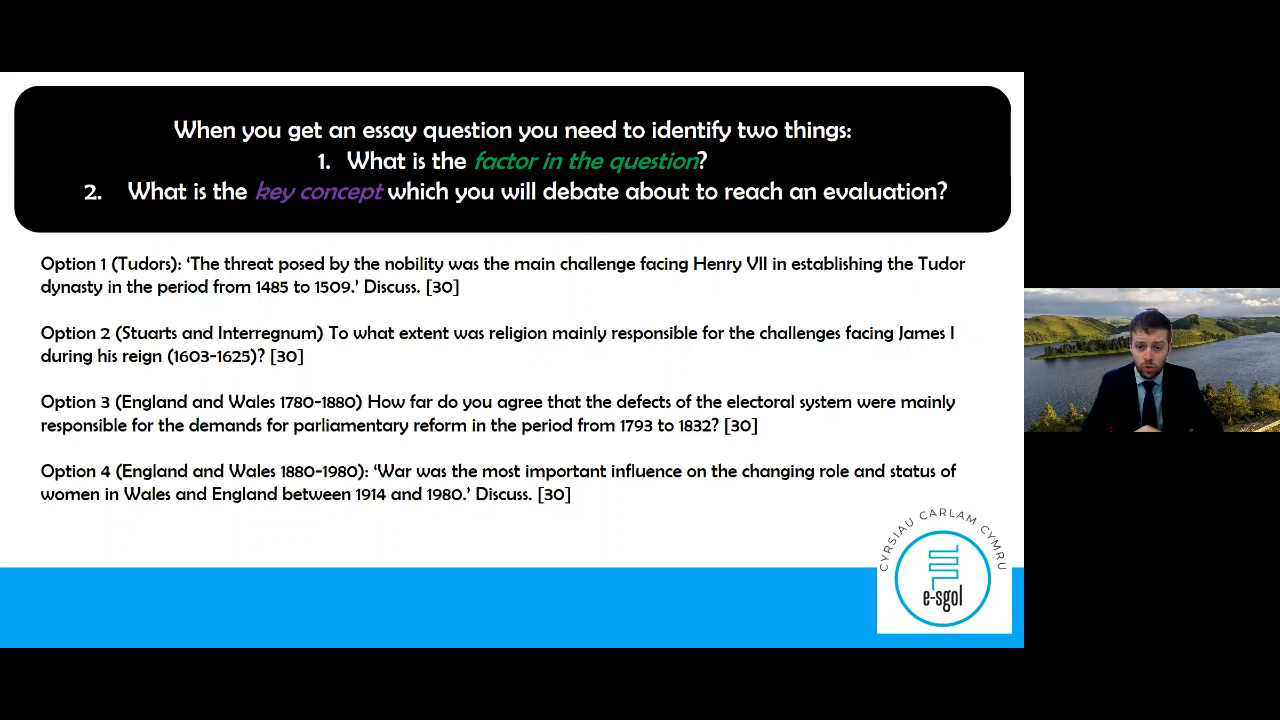 When you get an essay question you need to identify two things:
1. What is the factor in the question?
2. What is the key concept which you will debate about to reach an evaluation?
Option 1 (Tudors): ‘The threat posed by the nobility was the main challenge facing Henry VII in establishing the Tudor
dynasty in the period from 1485 to 1509.’ Discuss. [30]
Option 2 (Stuarts and Interregnum) To what extent was religion mainly responsible for the challenges facing James I
during his reign (1603-1625)? [30]
Option 3 (England and Wales 1780-1880) How far do you agree that the defects of the electoral system were mainly
responsible for the demands for parliamentary reform in the period from 1793 to 1832? [30]
Option 4 (England and Wales 1880-1980): ‘War was the most important influence on the changing role and status of
women in Wales and England between 1914 and 1980.’ Discuss. [30]
CYRSIAU CARLAM CYMRU
e-sgol